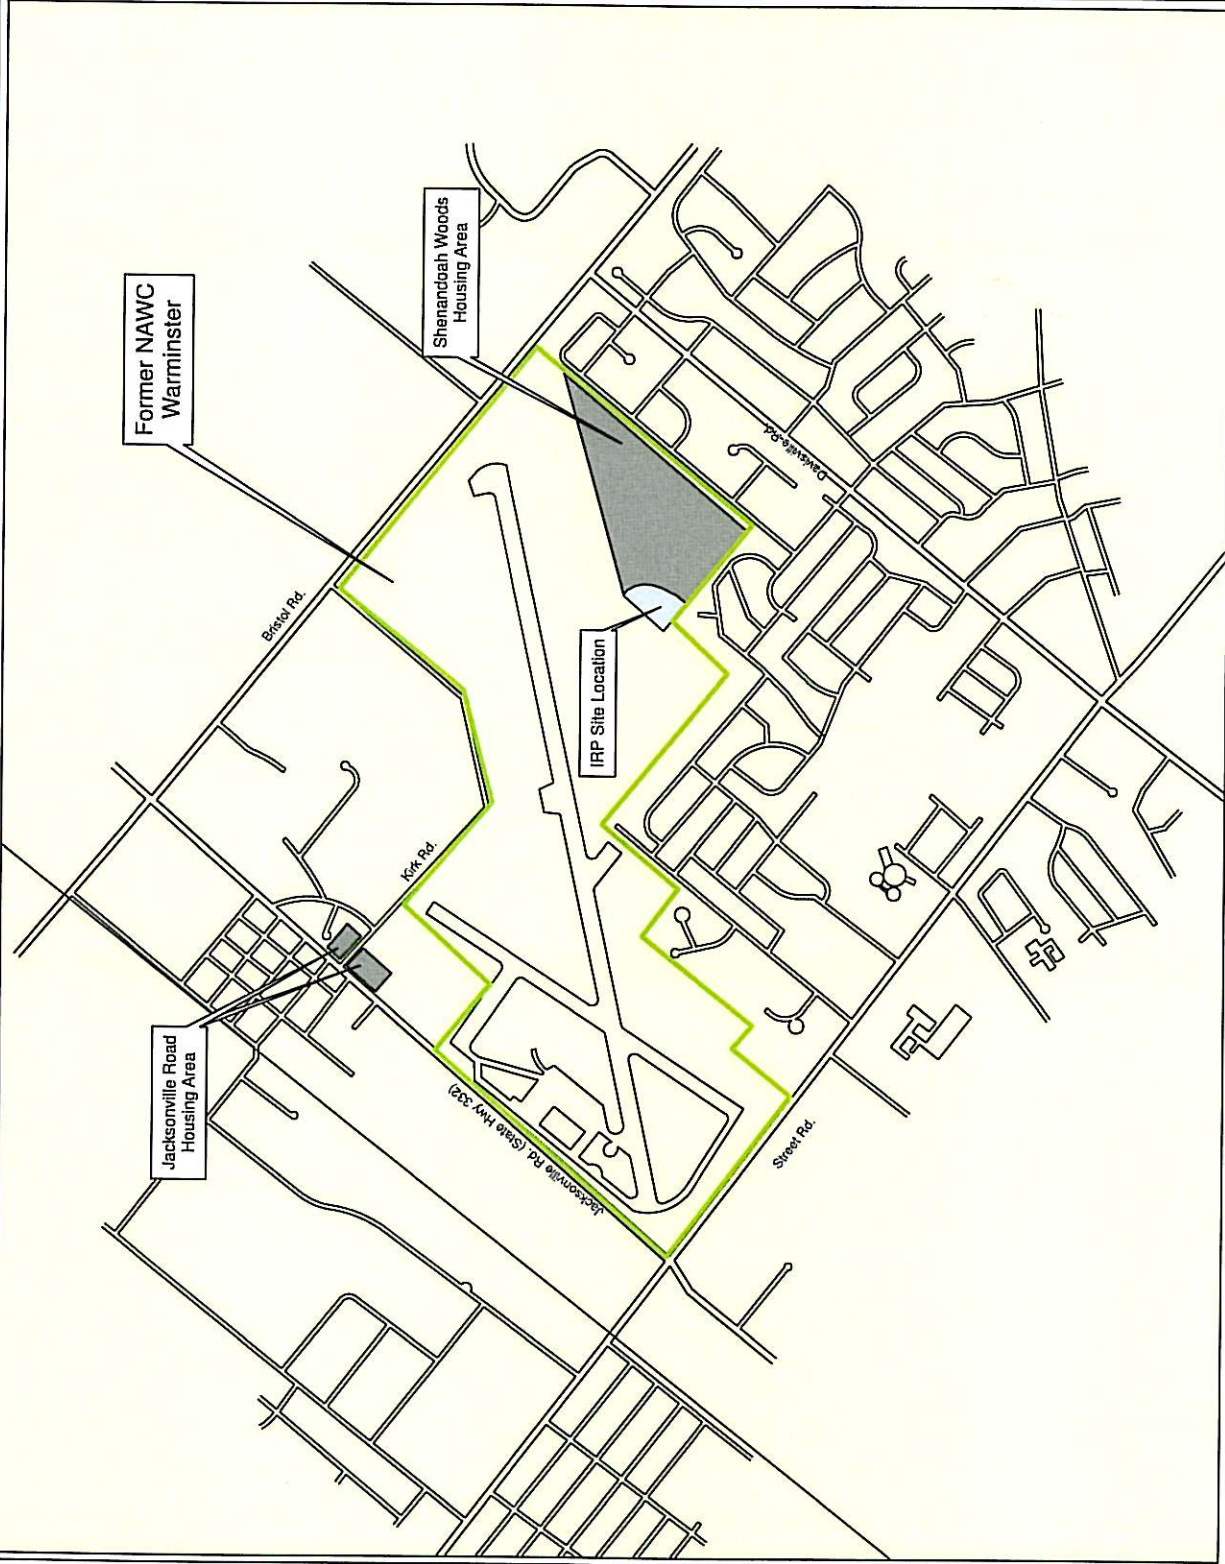 Former NAWC
Warminster
Shenandoah Woods
Housing Area
Bristol Rd.
Davisville Rd.
IRP Site Location
Kirk Rd.
Jacksonville Road
Housing Area
Jacksonville Rd. (State Hwy 332)
Street Rd.